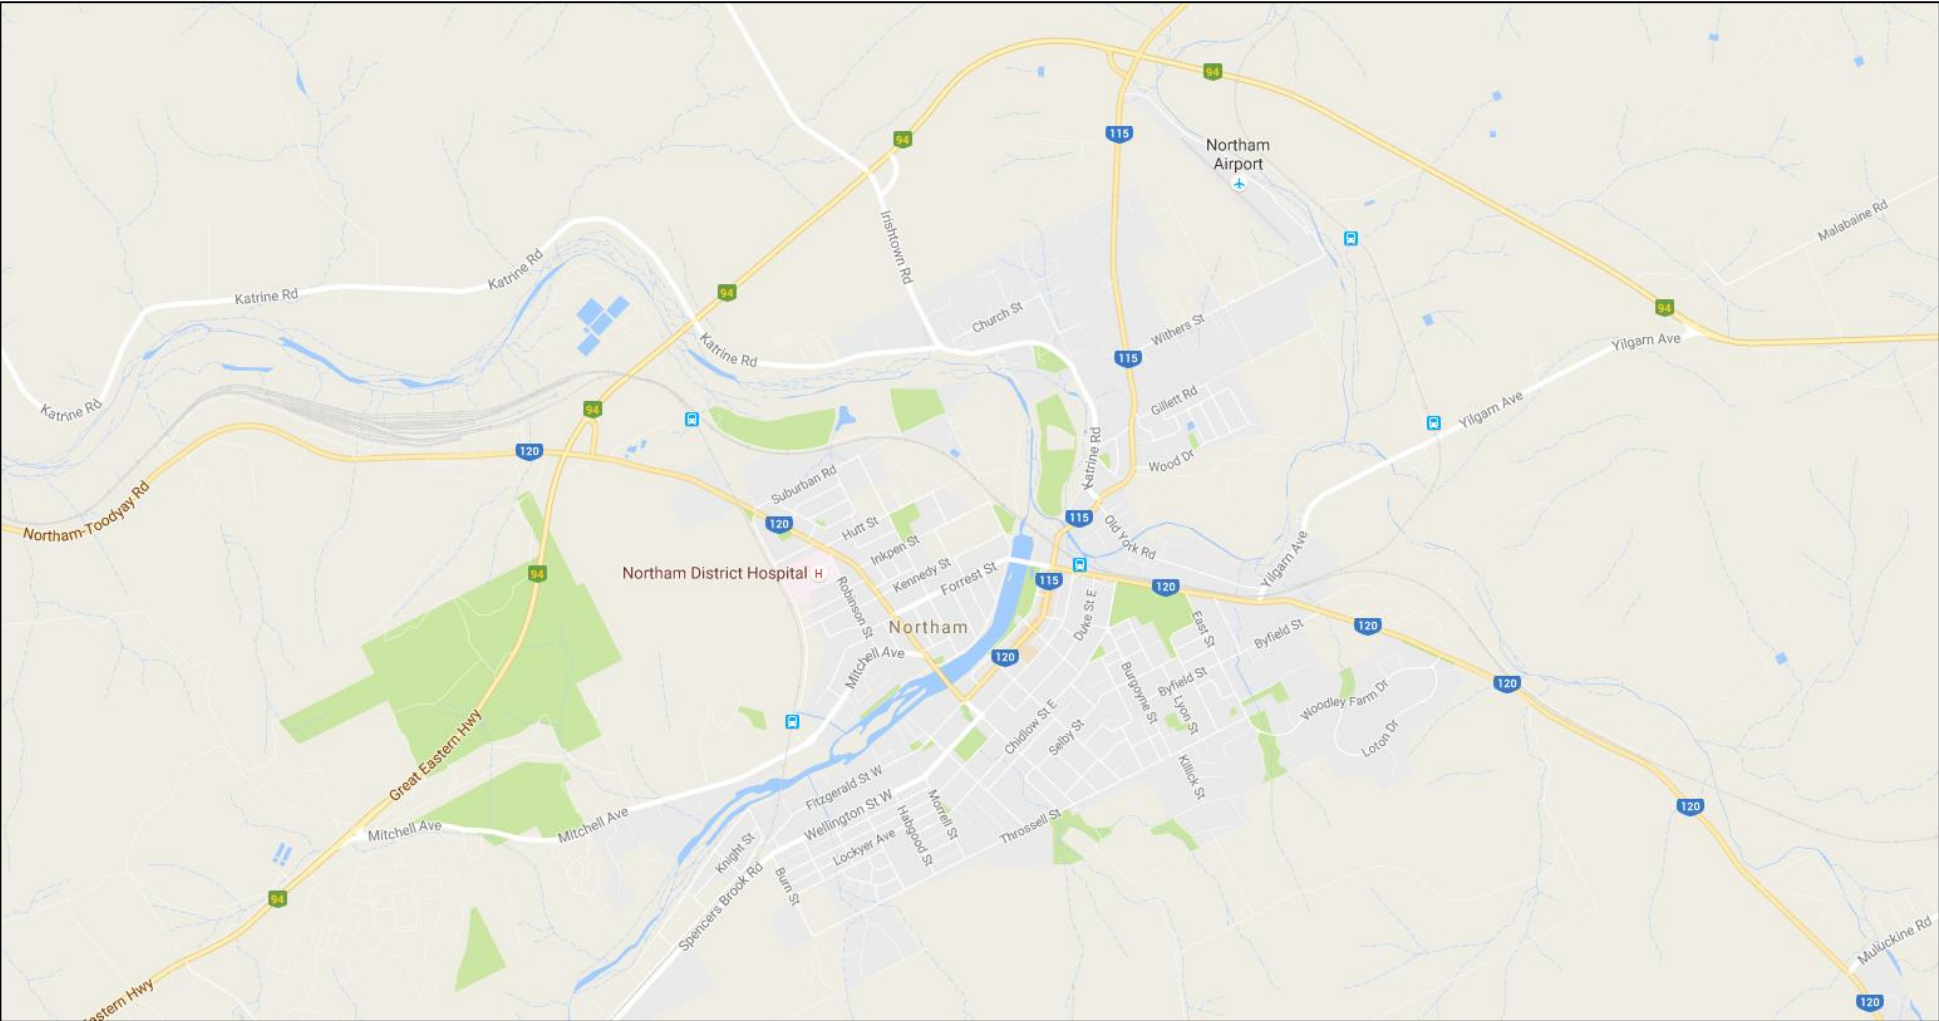 94
94
115
Northam
Airport
Malabaine Rd
Irishtown Rd
Katrine Rd
Katrine Rd
94
94
Church St
Withers St
Yilgarn Ave
Katrine Rd
115
Katrine Rd
94
Gillett Rd
Yilgarn Ave
120
Katrine Rd
Wood Dr
Suburban Rd
Northam-Toodyay Rd
120
Hutt St
115
Old York Rd
Inkpen St
Yilgarn Ave
94
Northam District Hospital H
Kennedy St
Forrest St
115
120
Robinson St
Duke St E
Northam
East St
Byfield St
120
Mitchell Ave
120
Burgoyne St
Byfield St
120
Woodley Farm Dr
Lyon St
Chidlow St E
Selby St
Loton Dr
Great Eastern Hwy
Killick St
Fitzgerald St W
120
Wellington St W
Morrell St
Mitchell Ave
Mitchell Ave
Habgood St
Throssell St
Lockyer Ave
Knight St
Burn St
94
Spencers Brook Rd
Muluckine Rd
Eastern Hwy
120